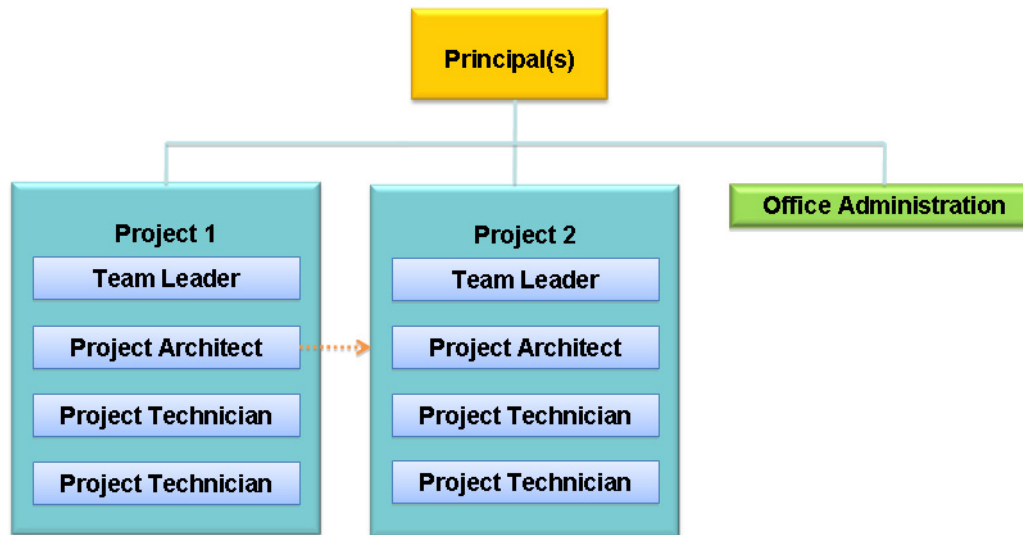 Principal(s)
Project 1
Team Leader
Project Architect
Project Technician
Project Technician
Project 2
Team Leader
Project Architect
Project Technician
Project Technician
Office Administration